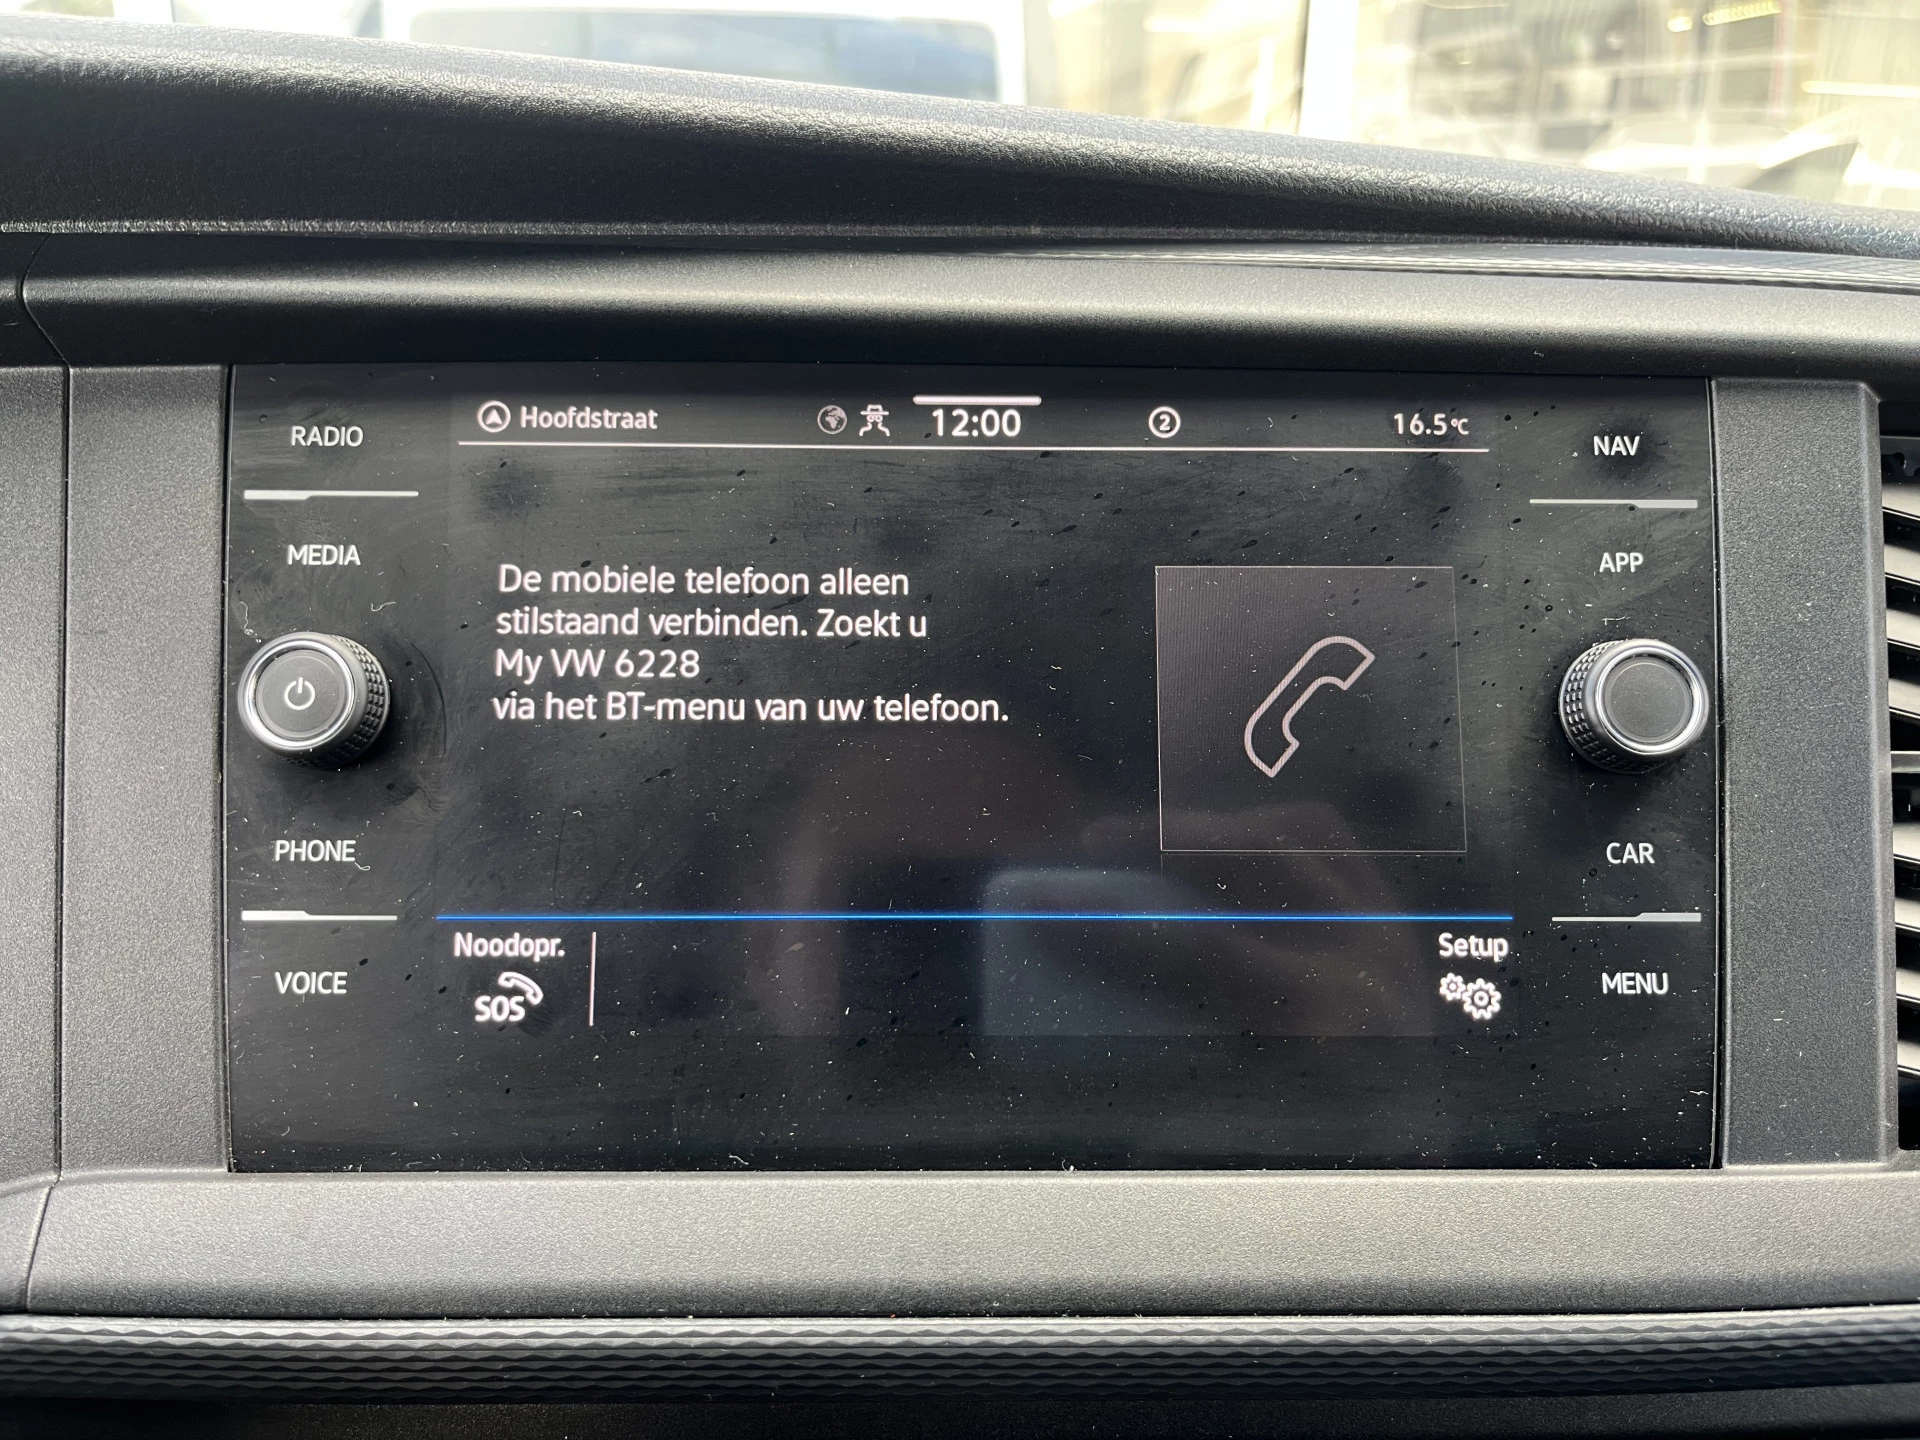 RADIO
MEDIA
PHONE
VOICE
Hoofdstraat 12:00 2 16.5°C
De mobiele telefoon alleen
stilstaand verbinden. Zoekt u
My VW 6228
via het BT-menu van uw telefoon.
Noodopr.
SOS
Setup
NAV
APP
CAR
MENU